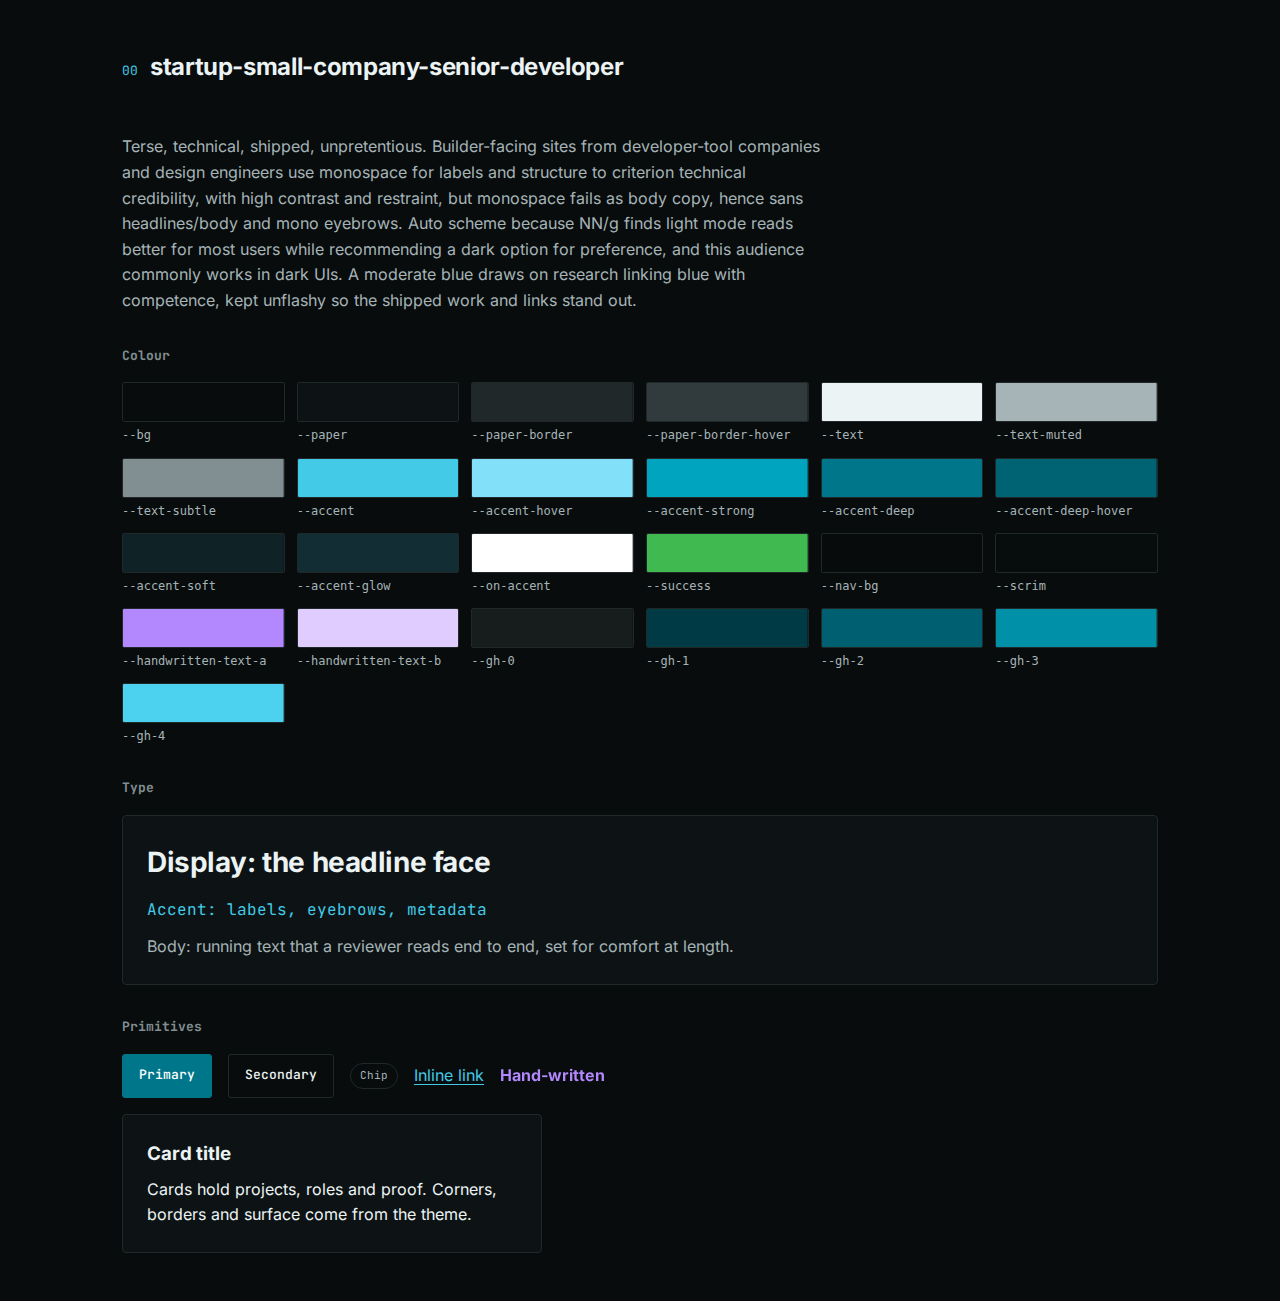 00 startup-small-company-senior-developer
Terse, technical, shipped, unpretentious. Builder-facing sites from developer-tool companies
and design engineers use monospace for labels and structure to criterion technical
credibility, with high contrast and restraint, but monospace fails as body copy, hence sans
headlines/body and mono eyebrows. Auto scheme because NN/g finds light mode reads
better for most users while recommending a dark option for preference, and this audience
commonly works in dark UIs. A moderate blue draws on research linking blue with
competence, kept unflashy so the shipped work and links stand out.
Colour
--bg --paper --paper-border --paper-border-hover --text --text-muted
--text-subtle --accent --accent-hover --accent-strong --accent-deep --accent-deep-hover
--accent-soft --accent-glow --on-accent --success --nav-bg --scrim
--handwritten-text-a --handwritten-text-b --gh-0 --gh-1 --gh-2 --gh-3
--gh-4
Type
Display: the headline face
Accent: labels, eyebrows, metadata
Body: running text that a reviewer reads end to end, set for comfort at length.
Primitives
Primary Secondary Chip Inline link Hand-written
Card title
Cards hold projects, roles and proof. Corners,
borders and surface come from the theme.